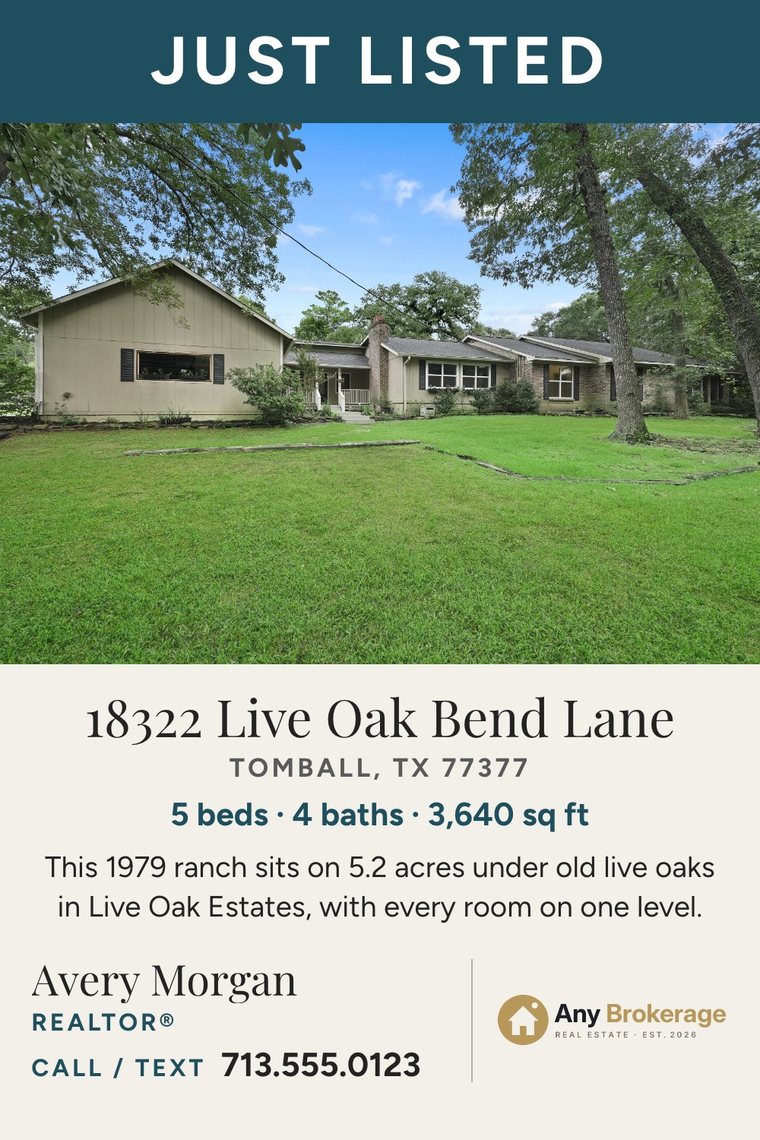 JUST LISTED
18322 Live Oak Bend Lane
TOMBALL, TX 77377
5 beds · 4 baths · 3,640 sq ft
This 1979 ranch sits on 5.2 acres under old live oaks
in Live Oak Estates, with every room on one level.
Avery Morgan
REALTOR®
CALL / TEXT 713.555.0123
Any Brokerage
REAL ESTATE · EST. 2026